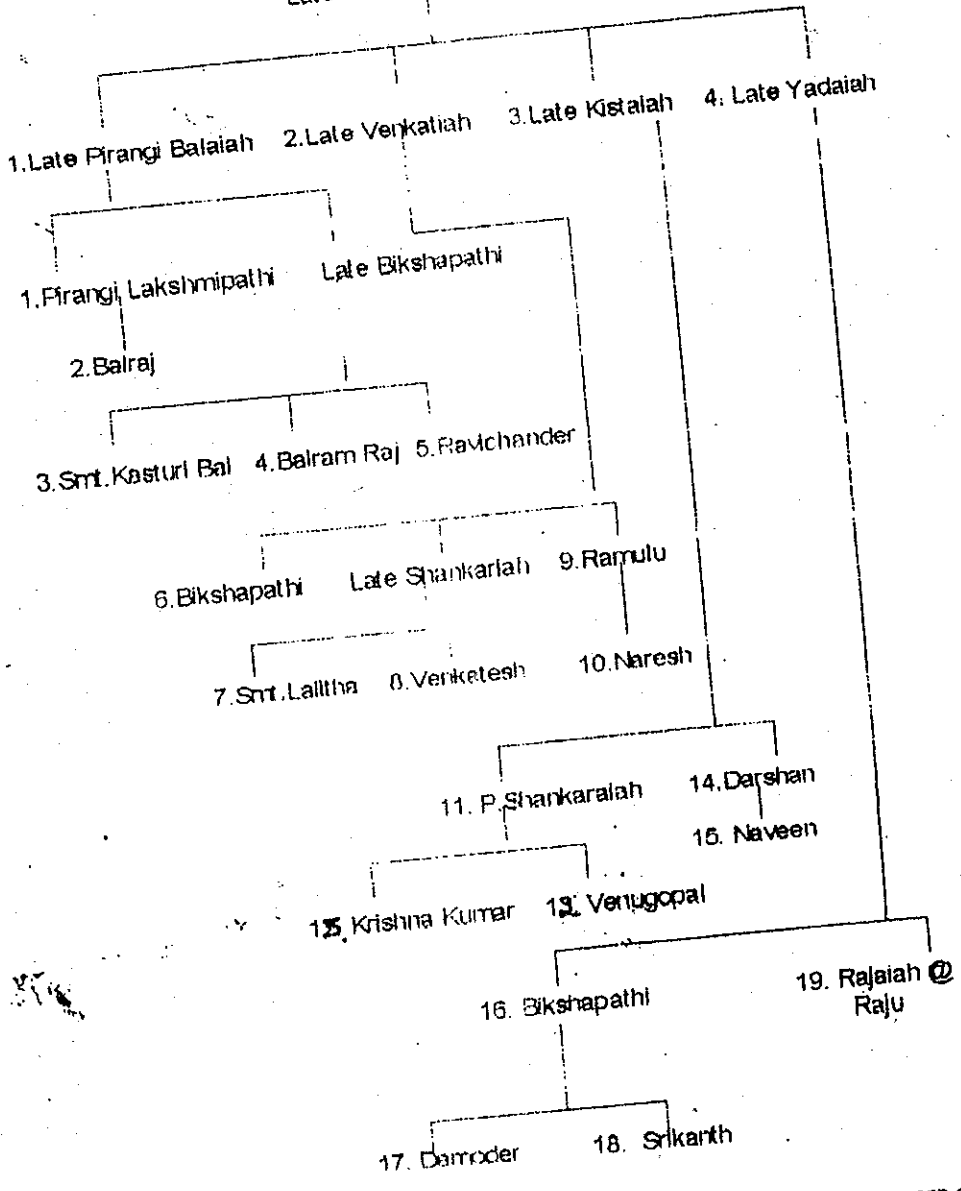 1.Late Pirangi Balaiah 2.Late Venkatiah 3.Late Kistaiah 4. Late Yadaiah
1.Pirangi Lakshmipathi Late Bikshapathi
2.Balraj
3.Smt.Kasturi Bai 4.Balram Raj 5.Ravichander
6.Bikshapathi Late Shankariah 9.Ramulu
7.Smt.Lalitha 8.Venketesh 10.Naresh
11. P.Shankaraiah 14.Darshan
15. Naveen
Krishna Kumar Venugopal
16. Bikshapathi 19. Rajaiah @
Raju
17. Damoder 18. Srikanth